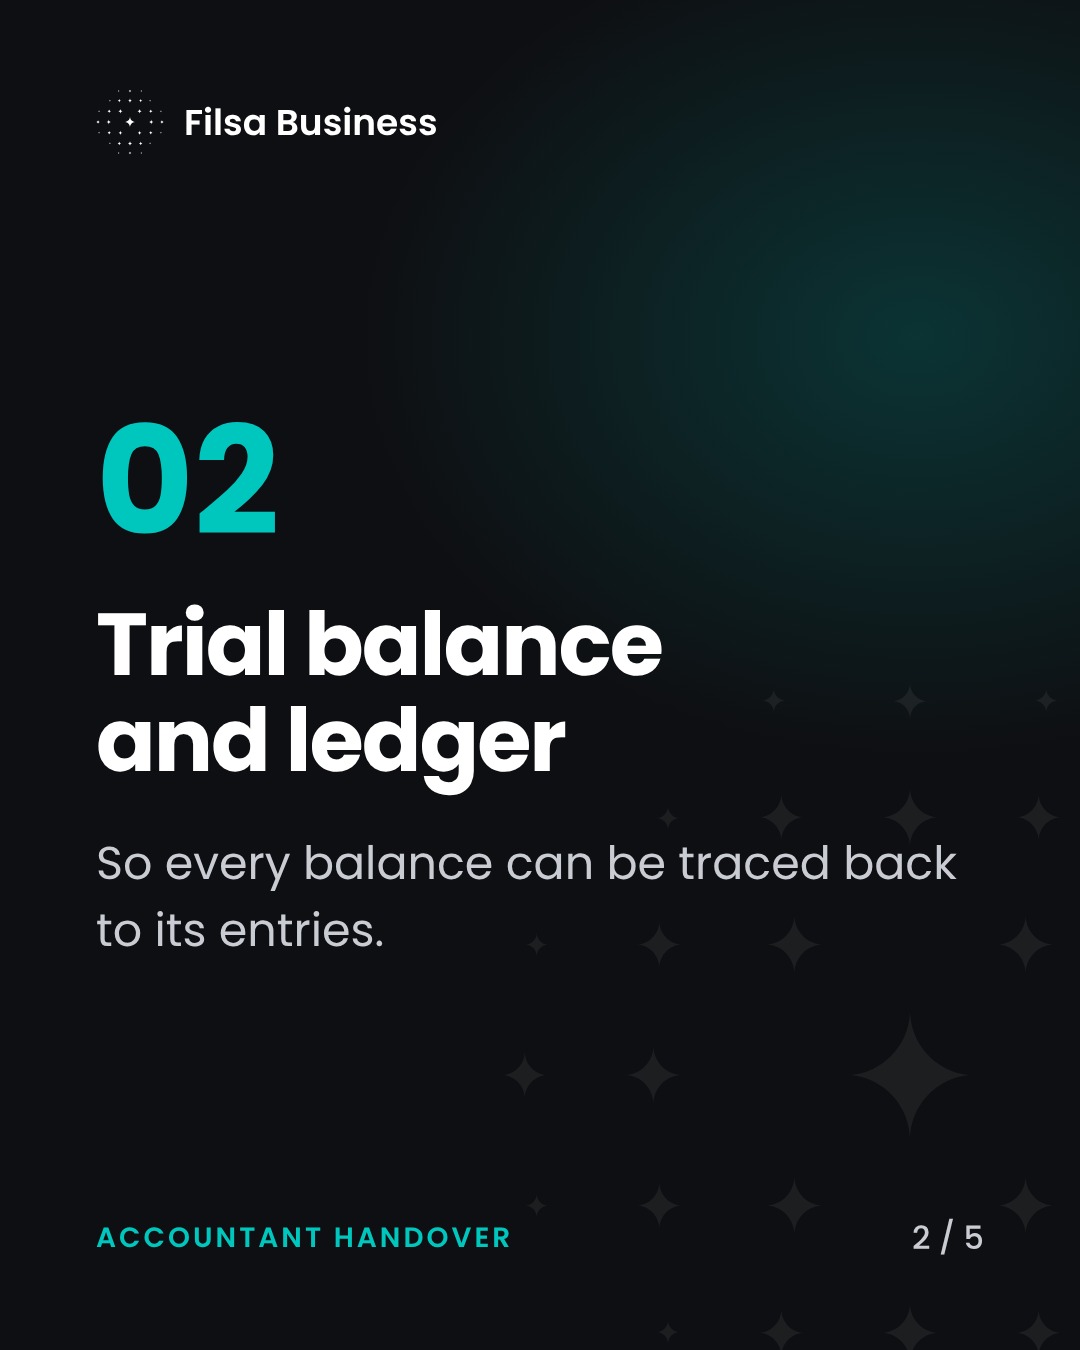 Filsa Business
02
Trial balance
and ledger
So every balance can be traced back
to its entries.
ACCOUNTANT HANDOVER
2 / 5